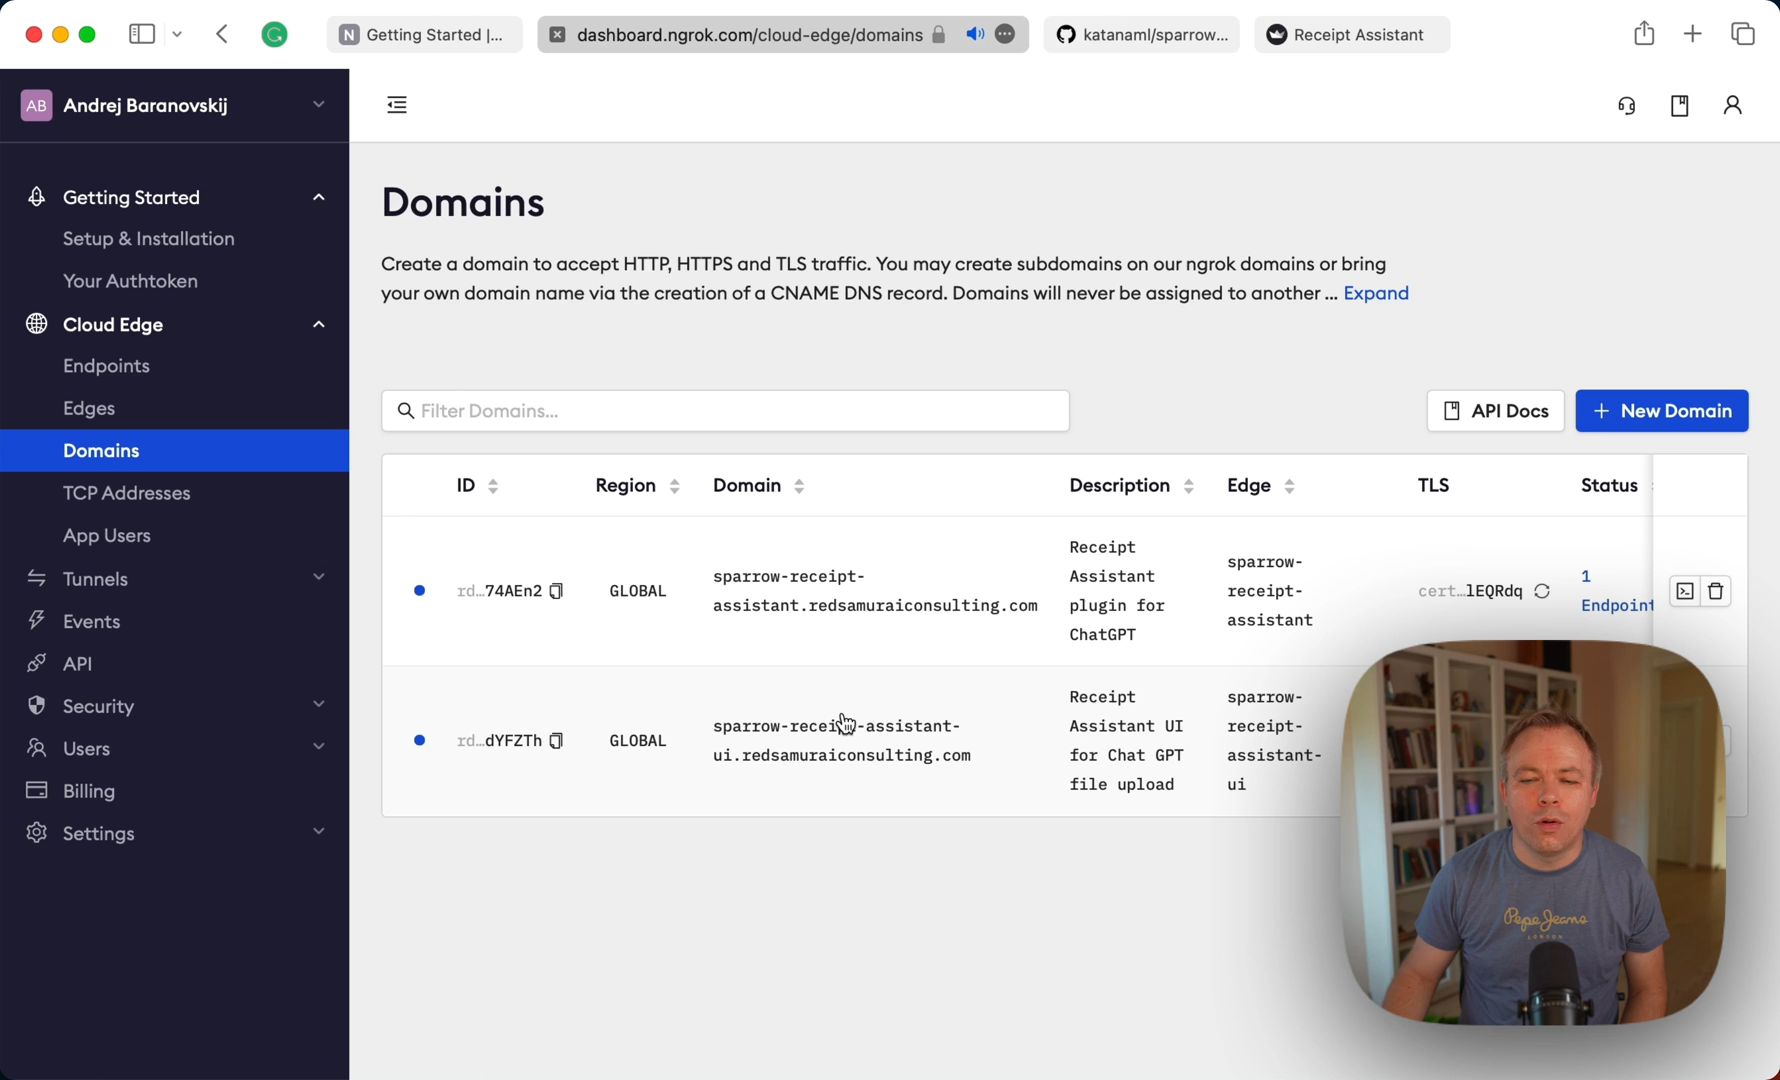 N Getting Started |...
dashboard.ngrok.com/cloud-edge/domains
katanaml/sparrow...
Receipt Assistant
AB Andrej Baranovskij
Getting Started
Setup & Installation
Your Authtoken
Cloud Edge
Endpoints
Edges
Domains
TCP Addresses
App Users
Tunnels
Events
API
Security
Users
Billing
Settings
Domains
Create a domain to accept HTTP, HTTPS and TLS traffic. You may create subdomains on our ngrok domains or bring
your own domain name via the creation of a CNAME DNS record. Domains will never be assigned to another ... Expand
Filter Domains...
API Docs
+ New Domain
ID Region Domain Description Edge TLS Status
rd…74AEn2
GLOBAL
sparrow-receipt-
assistant.redsamuraiconsulting.com
Receipt
Assistant
plugin for
ChatGPT
sparrow-
receipt-
assistant
cert…lEQRdq
1
Endpoint
rd…dYFZTh
GLOBAL
sparrow-receipt-assistant-
ui.redsamuraiconsulting.com
Receipt
Assistant UI
for Chat GPT
file upload
sparrow-
receipt-
assistant-
ui
Pepe Jeans
LONDON